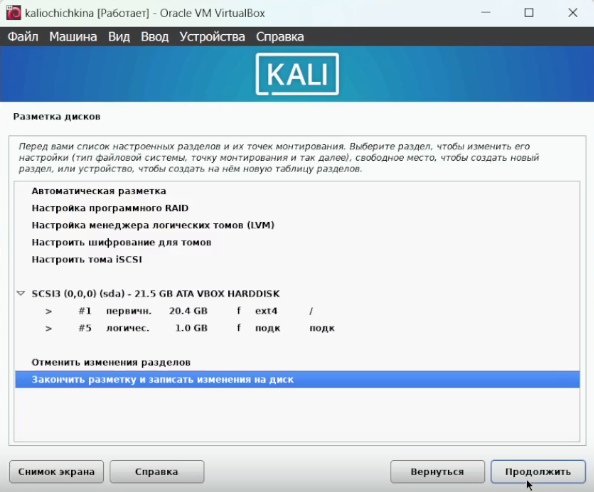 kaliochichkina [Работает] - Oracle VM VirtualBox
Файл Машина Вид Ввод Устройства Справка
KALI
Разметка дисков
Перед вами список настроенных разделов и их точек монтирования. Выберите раздел, чтобы изменить его
настройки (тип файловой системы, точку монтирования и так далее), свободное место, чтобы создать новый
раздел, или устройство, чтобы создать на нём новую таблицу разделов.
Автоматическая разметка
Настройка программного RAID
Настройка менеджера логических томов (LVM)
Настроить шифрование для томов
Настроить тома iSCSI
SCSI3 (0,0,0) (sda) - 21.5 GB ATA VBOX HARDDISK
> #1 первичн. 20.4 GB f ext4 /
> #5 логичес. 1.0 GB f подк подк
Отменить изменения разделов
Закончить разметку и записать изменения на диск
Снимок экрана Справка Вернуться Продолжить